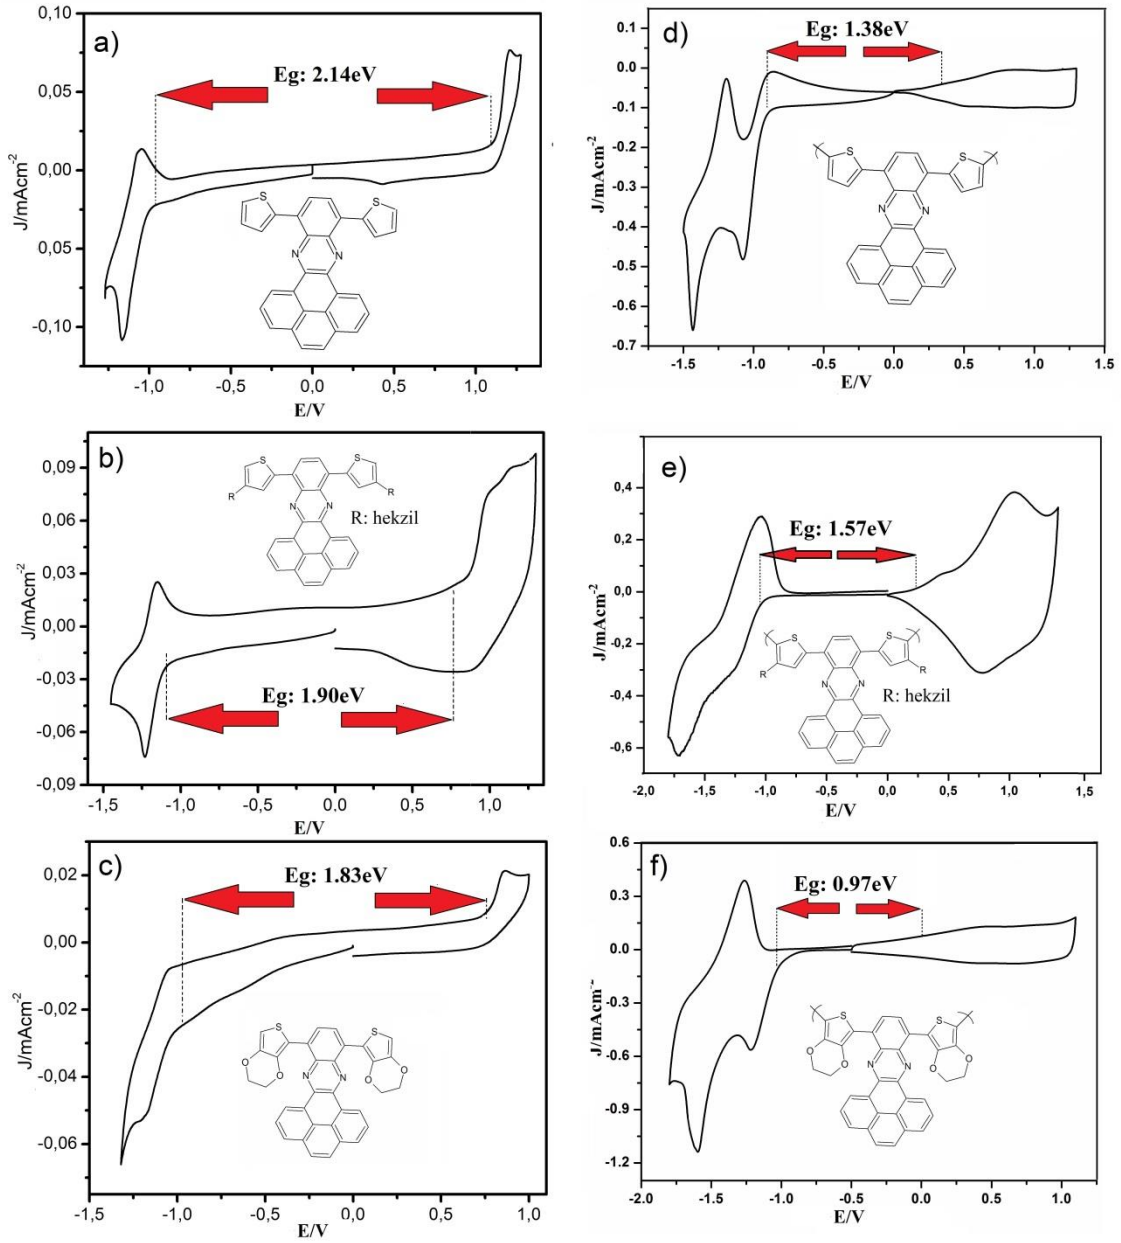 a)
Eg: 2.14eV
J/mAcm-2
0,10
0,05
0,00
-0,05
-0,10
S
S
N
N
-1,0
-0,5
0,0
0,5
1,0
E/V
d)
Eg: 1.38eV
J/mAcm-2
0.1
0.0
-0.1
-0.2
-0.3
-0.4
-0.5
-0.6
-0.7
S
S
N
N
-1.5
-1.0
-0.5
0.0
0.5
1.0
1.5
E/V
b)
J/mAcm-2
0,09
0,06
0,03
0,00
-0,03
-0,06
-0,09
S
S
R
R
N
N
R: hekzil
Eg: 1.90eV
-1,5
-1,0
-0,5
0,0
0,5
1,0
E/V
e)
Eg: 1.57eV
J/mAcm-2
0,4
0,2
0,0
-0,2
-0,4
-0,6
S
S
R
R
N
N
R: hekzil
-2,0
-1,5
-1,0
-0,5
0,0
0,5
1,0
1,5
E/V
c)
Eg: 1.83eV
J/mAcm-2
0,02
0,00
-0,02
-0,04
-0,06
S
S
O
O
O
O
N
N
-1,5
-1,0
-0,5
0,0
0,5
1,0
E/V
f)
Eg: 0.97eV
J/mAcm-2
0.6
0.3
0.0
-0.3
-0.6
-0.9
-1.2
S
S
O
O
O
O
N
N
-2.0
-1.5
-1.0
-0.5
0.0
0.5
1.0
E/V